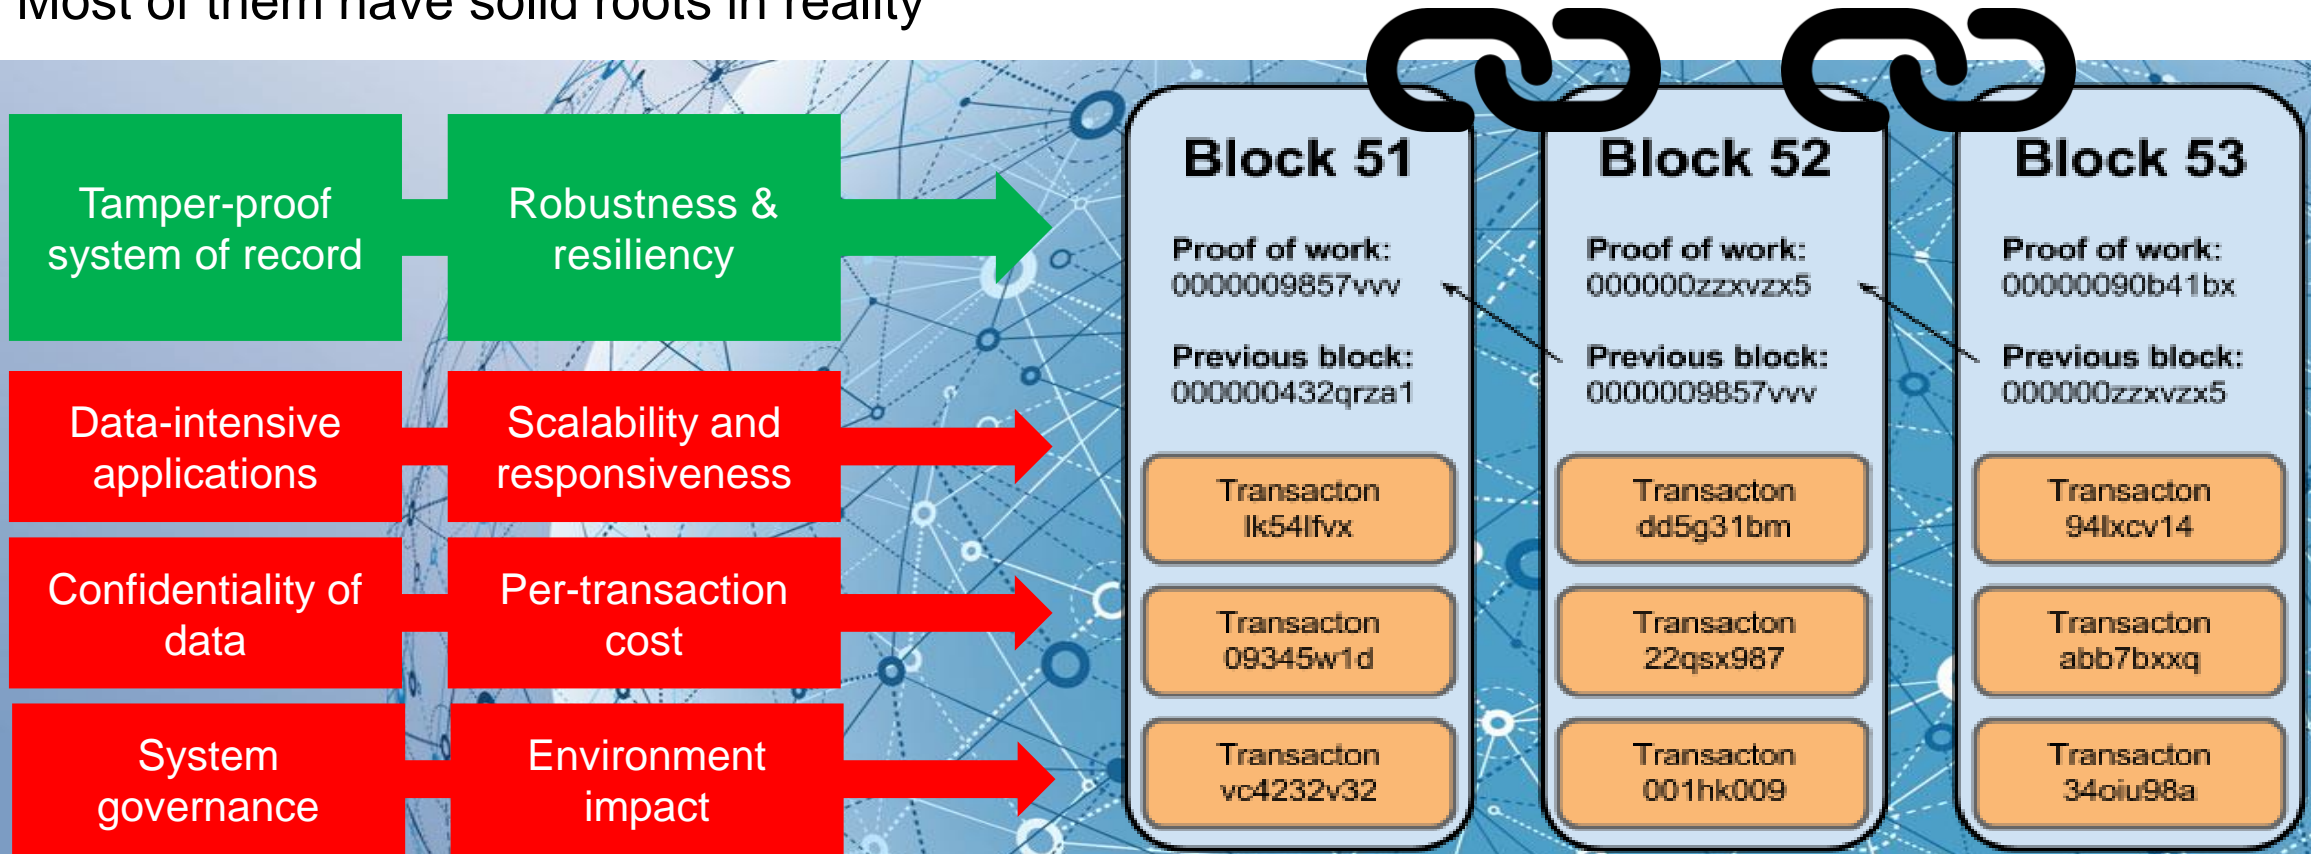 Most of them have solid roots in reality
Tamper-proof
system of record
Robustness &
resiliency
Data-intensive
applications
Scalability and
responsiveness
Confidentiality of
data
Per-transaction
cost
System
governance
Environment
impact
Block 51
Proof of work:
0000009857vvv
Previous block:
000000432qrza1
Transacton
lk54lfvx
Transacton
09345w1d
Transacton
vc4232v32
Block 52
Proof of work:
000000zzxvzx5
Previous block:
0000009857vvv
Transacton
dd5g31bm
Transacton
22qsx987
Transacton
001hk009
Block 53
Proof of work:
00000090b41bx
Previous block:
000000zzxvzx5
Transacton
94lxcv14
Transacton
abb7bxxq
Transacton
34oiu98a